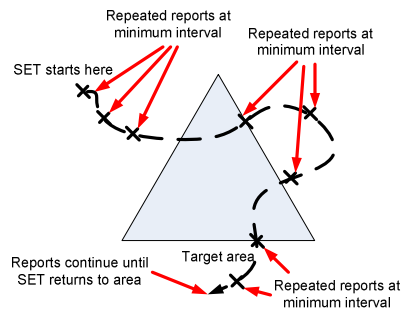 Repeated reports at
minimum interval
Repeated reports at
minimum interval
SET starts here
Target area
Reports continue until
SET returns to area
Repeated reports at
minimum interval